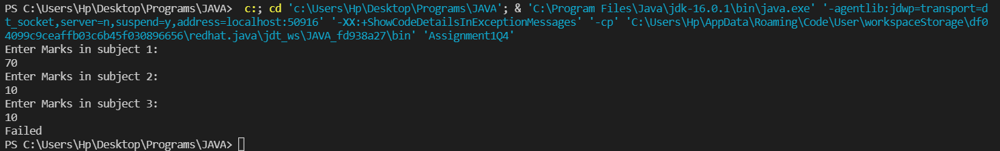 PS C:\Users\Hp\Desktop\Programs\JAVA>  c:; cd 'c:\Users\Hp\Desktop\Programs\JAVA'; & 'C:\Program Files\Java\jdk-16.0.1\bin\java.exe' '-agentlib:jdwp=transport=d
t_socket,server=n,suspend=y,address=localhost:50916' '-XX:+ShowCodeDetailsInExceptionMessages' '-cp' 'C:\Users\Hp\AppData\Roaming\Code\User\workspaceStorage\df0
4099c9ceaffb03c6b45f030896656\redhat.java\jdt_ws\JAVA_fd938a27\bin' 'Assignment1Q4'
Enter Marks in subject 1:
70
Enter Marks in subject 2:
10
Enter Marks in subject 3:
10
Failed
PS C:\Users\Hp\Desktop\Programs\JAVA>